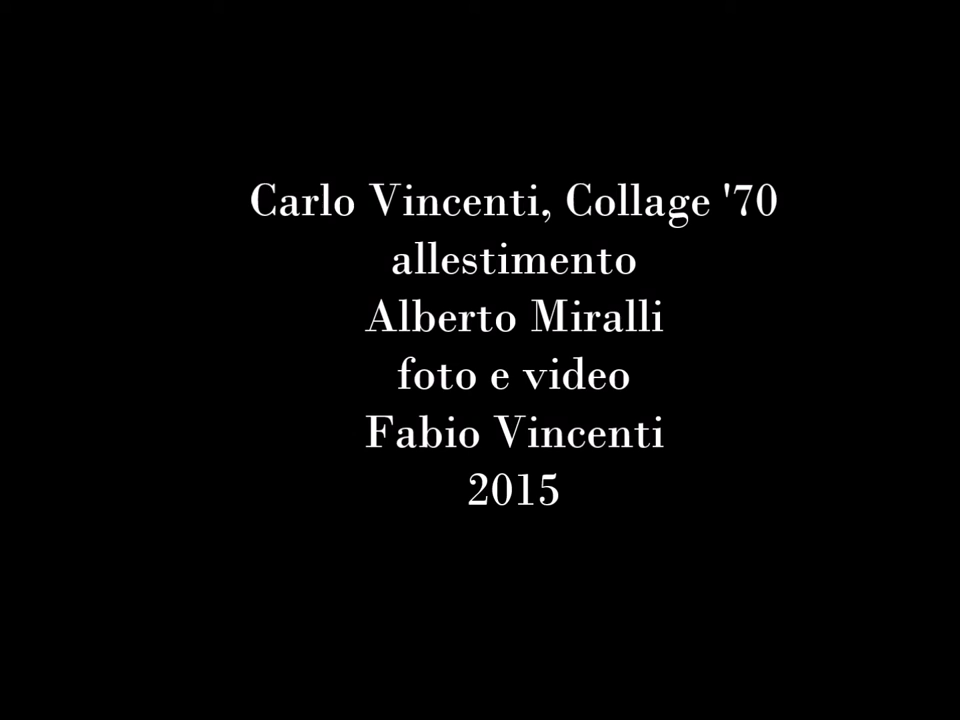 Carlo Vincenti, Collage '70
allestimento
Alberto Miralli
foto e video
Fabio Vincenti
2015